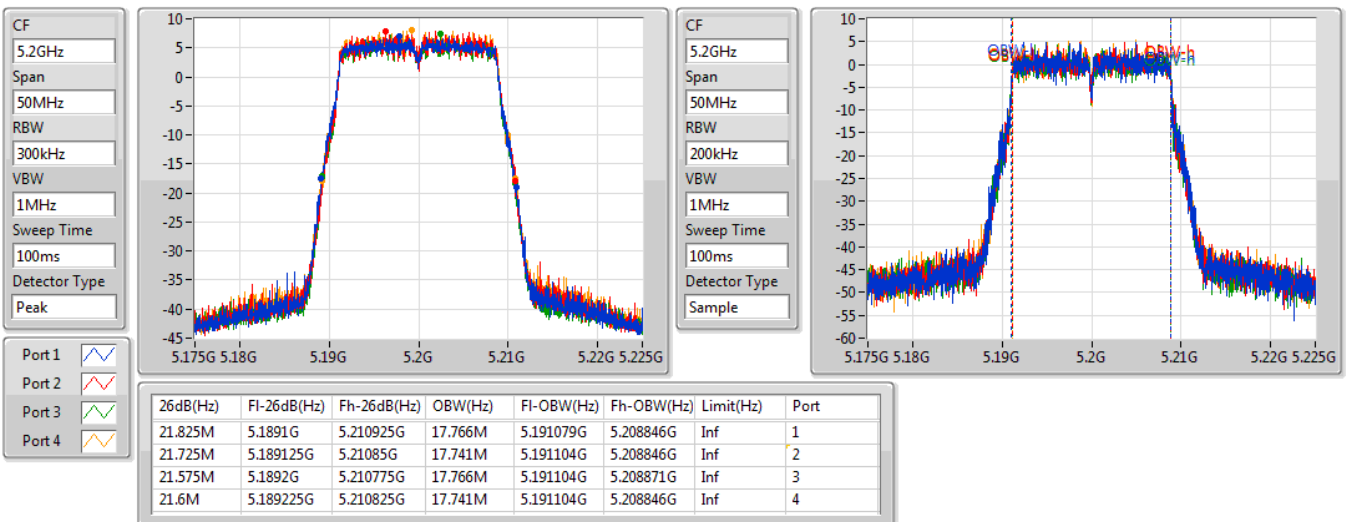 CF
5.2GHz
Span
50MHz
RBW
300kHz
VBW
1MHz
Sweep Time
100ms
Detector Type
Peak
10
5
0
-5
-10
-15
-20
-25
-30
-35
-40
-45
5.175G 5.18G 5.19G 5.2G 5.21G 5.22G 5.225G
CF
5.2GHz
Span
50MHz
RBW
200kHz
VBW
1MHz
Sweep Time
100ms
Detector Type
Sample
10
5
0
-5
-10
-15
-20
-25
-30
-35
-40
-45
-50
-55
-60
OBW-h
5.175G 5.18G 5.19G 5.2G 5.21G 5.22G 5.225G
Port 1
Port 2
Port 3
Port 4
26dB(Hz) Fl-26dB(Hz) Fh-26dB(Hz) OBW(Hz) Fl-OBW(Hz) Fh-OBW(Hz) Limit(Hz) Port
21.825M 5.1891G 5.210925G 17.766M 5.191079G 5.208846G Inf 1
21.725M 5.189125G 5.21085G 17.741M 5.191104G 5.208846G Inf 2
21.575M 5.1892G 5.210775G 17.766M 5.191104G 5.208871G Inf 3
21.6M 5.189225G 5.210825G 17.741M 5.191104G 5.208846G Inf 4